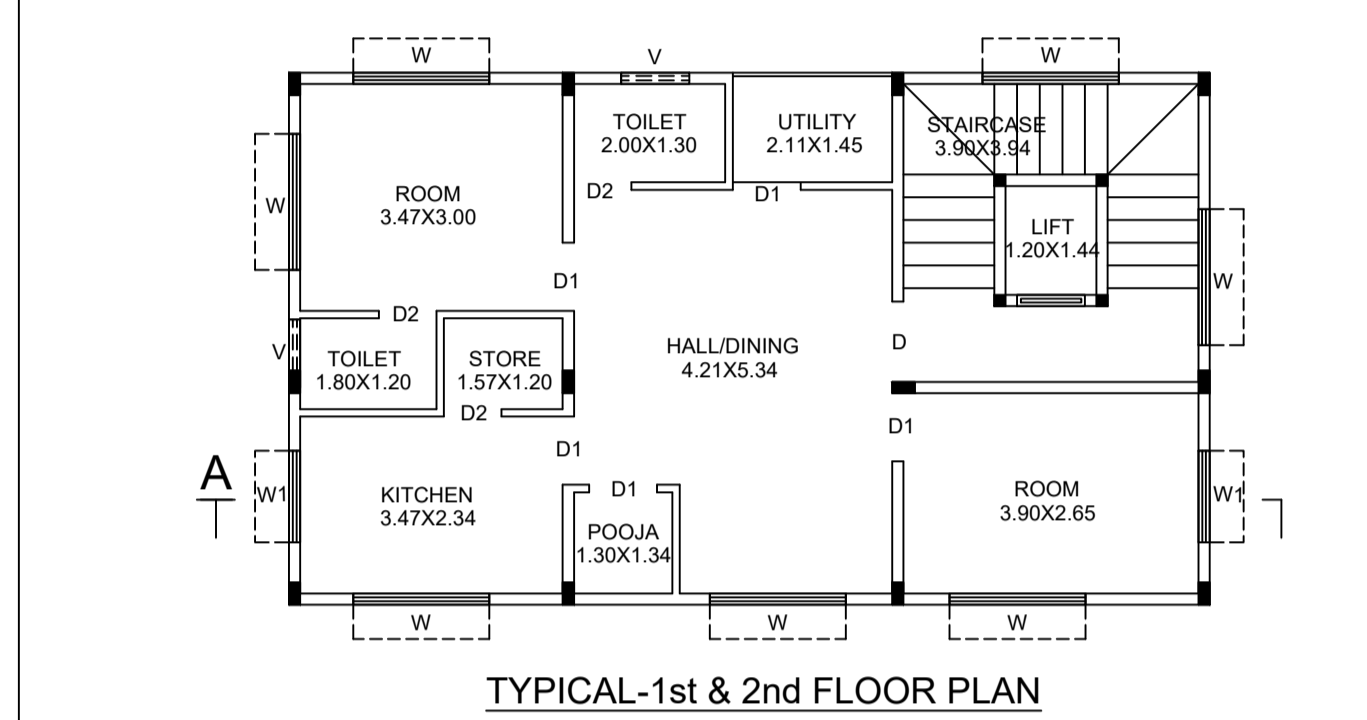 W
V
W
TOILET
2.00X1.30
UTILITY
2.11X1.45
STAIRCASE
3.90X3.94
ROOM
3.47X3.00
W
D2
D1
LIFT
1.20X1.44
D1
W
D2
V
TOILET
1.80X1.20
STORE
1.57X1.20
HALL/DINING
4.21X5.34
D
D2
D1
D1
A
W1
KITCHEN
3.47X2.34
D1
POOJA
1.30X1.34
ROOM
3.90X2.65
W1
W
W
W
TYPICAL-1st & 2nd FLOOR PLAN